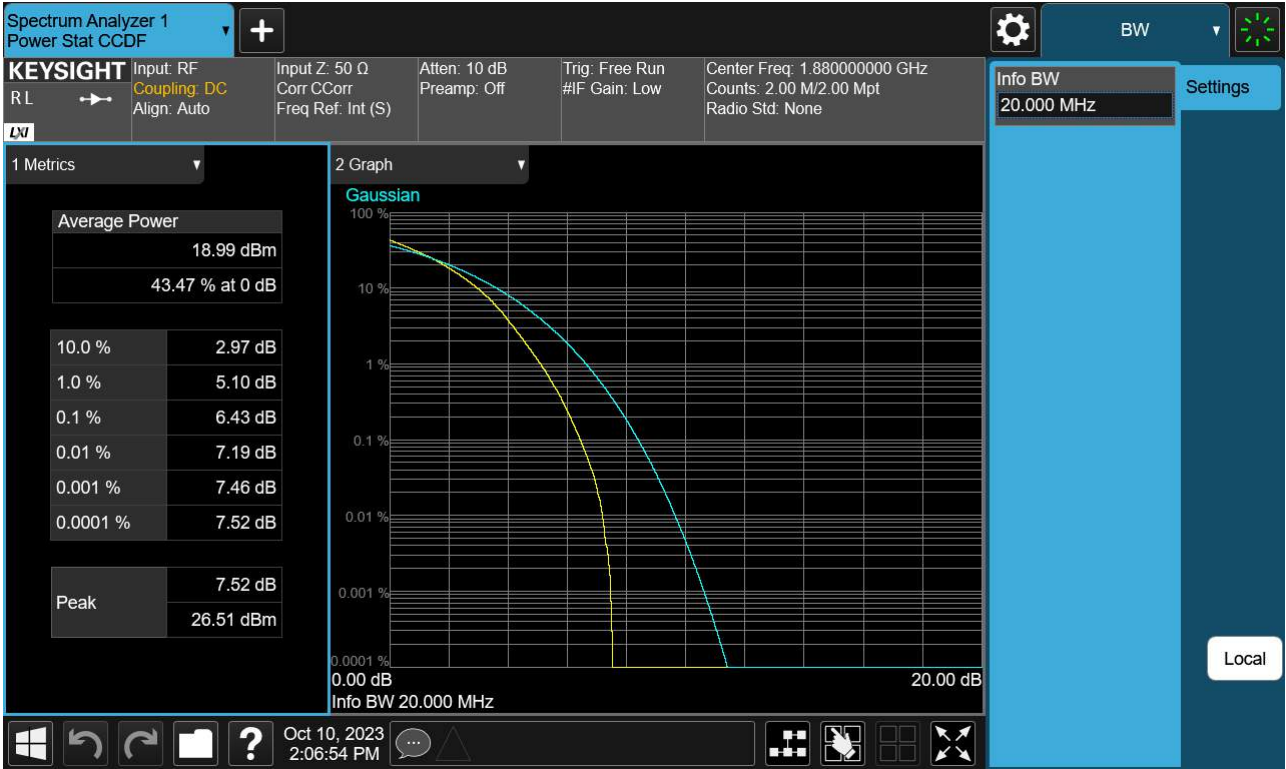 Spectrum Analyzer 1
Power Stat CCDF
BW
KEYSIGHT
R L
LXI
Input: RF
Coupling: DC
Align: Auto
Input Z: 50 Ω
Corr CCorr
Freq Ref: Int (S)
Atten: 10 dB
Preamp: Off
Trig: Free Run
#IF Gain: Low
Center Freq: 1.880000000 GHz
Counts: 2.00 M/2.00 Mpt
Radio Std: None
Info BW
20.000 MHz
Settings
1 Metrics
Average Power
18.99 dBm
43.47 % at 0 dB
10.0 % 2.97 dB
1.0 % 5.10 dB
0.1 % 6.43 dB
0.01 % 7.19 dB
0.001 % 7.46 dB
0.0001 % 7.52 dB
Peak
7.52 dB
26.51 dBm
2 Graph
Gaussian
100 %
10 %
1 %
0.1 %
0.01 %
0.001 %
0.0001 %
0.00 dB 20.00 dB
Info BW 20.000 MHz
Local
?
Oct 10, 2023
2:06:54 PM